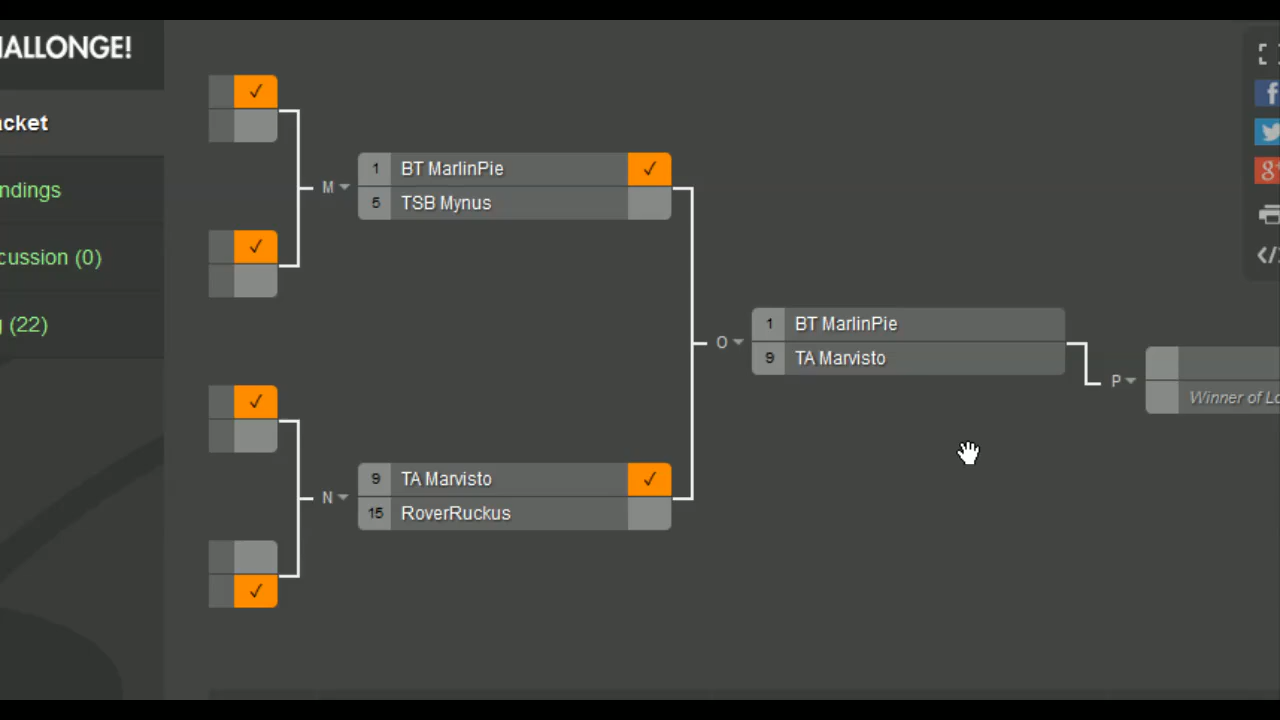 HALLONGE!
acket
ndings
cussion (0)
g (22)
M
1 BT MarlinPie ✓
5 TSB Mynus
N
9 TA Marvisto ✓
15 RoverRuckus
O
1 BT MarlinPie
9 TA Marvisto
P
Winner of Lo